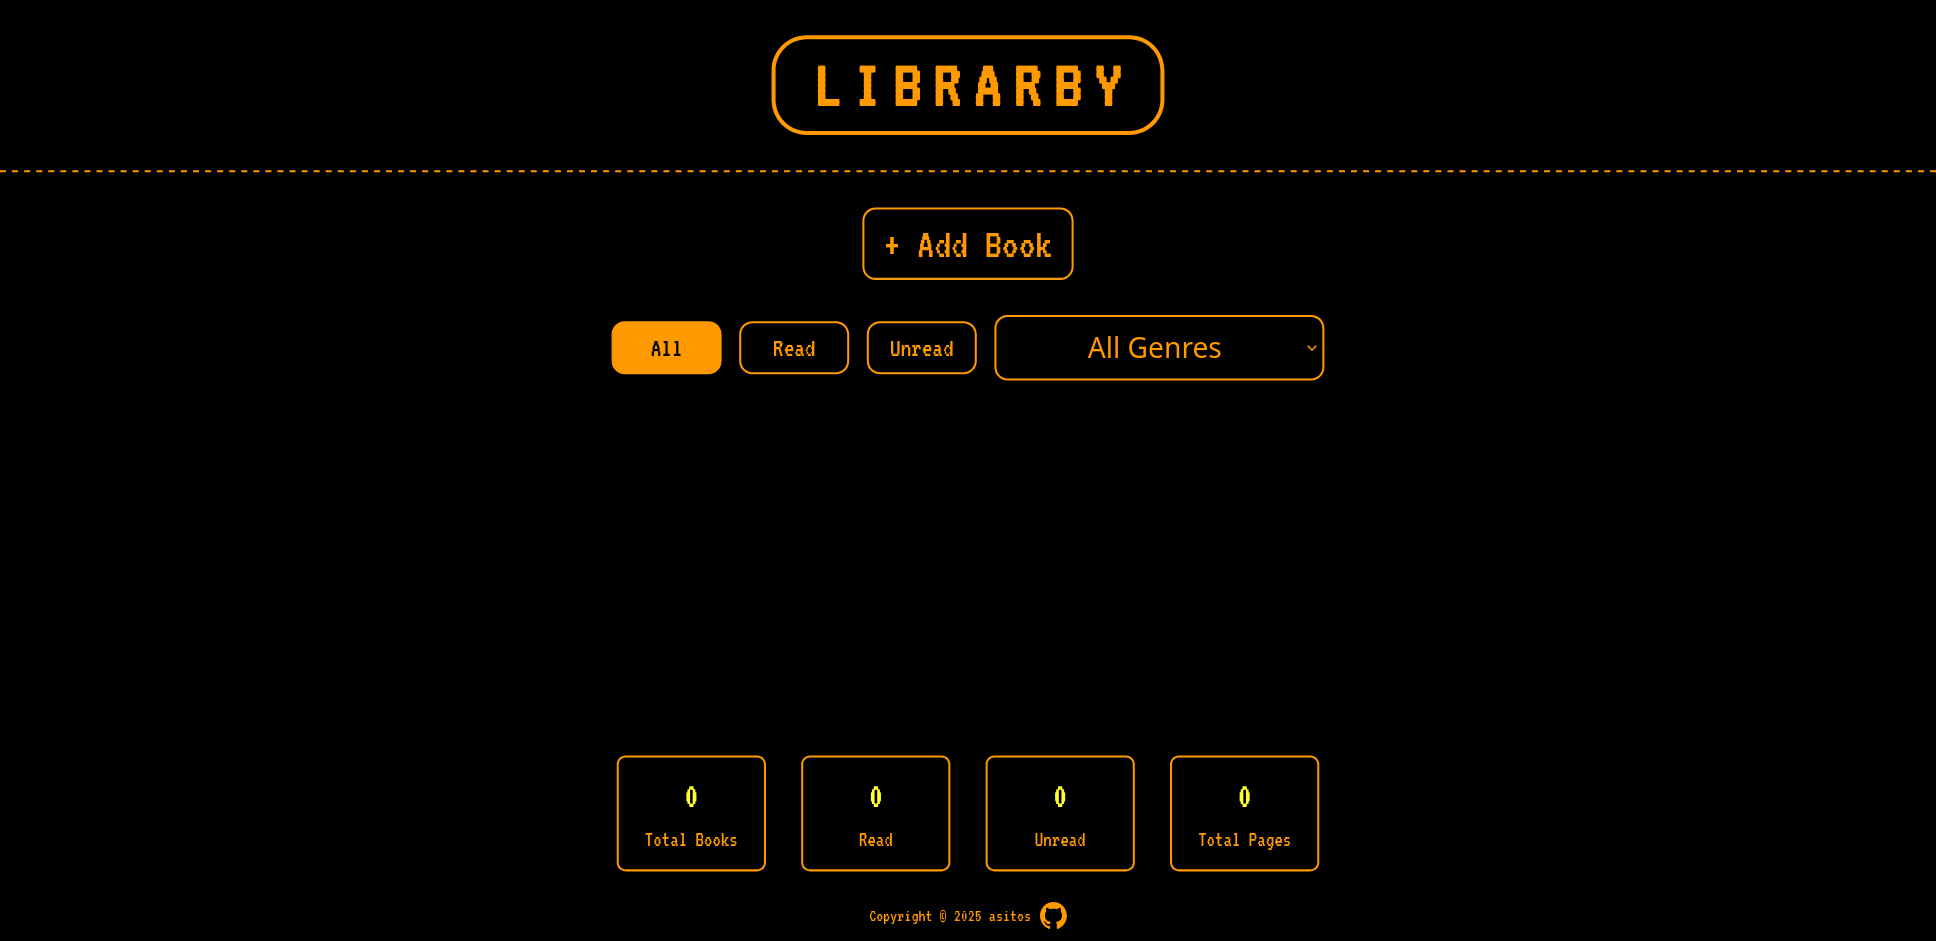 LIBRARBY
+ Add Book
All Read Unread All Genres
0 0 0 0
Total Books Read Unread Total Pages
Copyright @ 2025 asitos